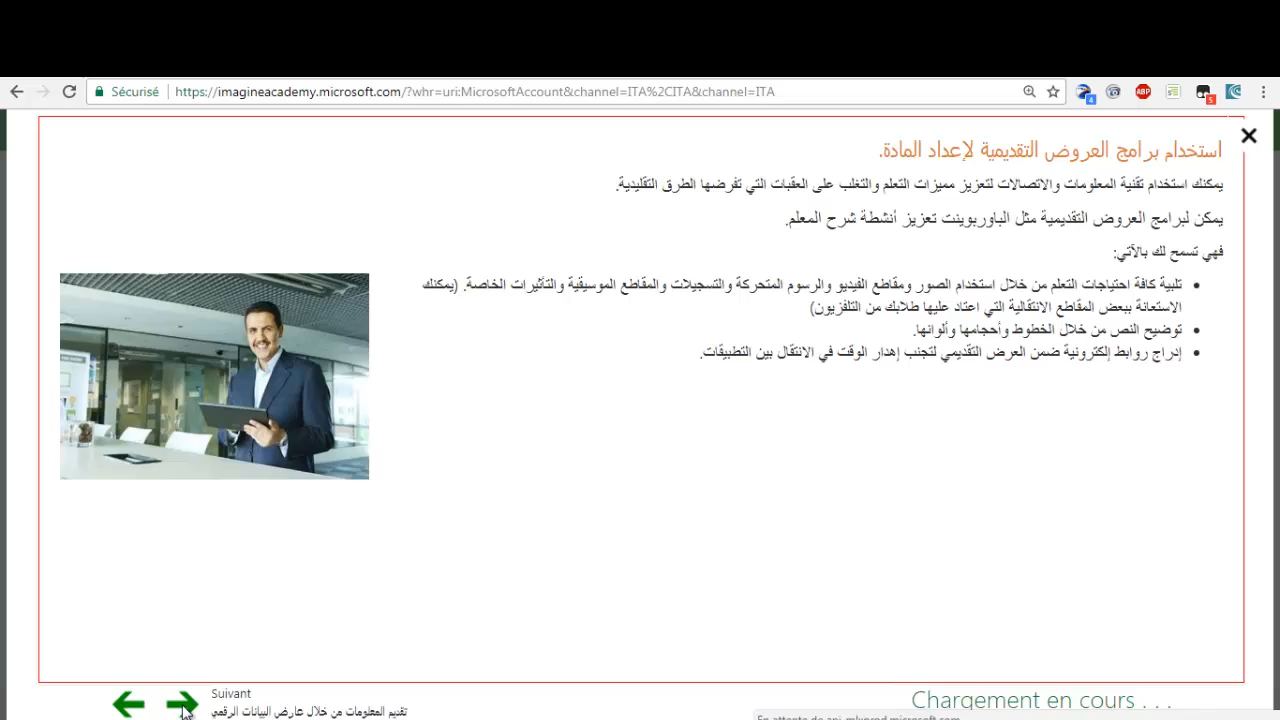 Sécurisé
https://imagineacademy.microsoft.com/?whr=uri:MicrosoftAccount&channel=ITA%2CITA&channel=ITA
4
ABP
5
استخدام برامج العروض التقديمية لإعداد المادة.
يمكنك استخدام تقنية المعلومات والاتصالات لتعزيز مميزات التعلم والتغلب على العقبات التي تفرضها الطرق التقليدية.
يمكن لبرامج العروض التقديمية مثل الباوربوينت تعزيز أنشطة شرح المعلم.
فهي تسمح لك بالآتي:
• تلبية كافة احتياجات التعلم من خلال استخدام الصور ومقاطع الفيديو والرسوم المتحركة والتسجيلات والمقاطع الموسيقية والتأثيرات الخاصة. (يمكنك
الاستعانة ببعض المقاطع الانتقالية التي اعتاد عليها طلابك من التلفزيون)
• توضيح النص من خلال الخطوط وأحجامها وألوانها.
• إدراج روابط إلكترونية ضمن العرض التقديمي لتجنب إهدار الوقت في الانتقال بين التطبيقات.
Suivant
تقديم المعلومات من خلال عارض البيانات الرقمي
Chargement en cours . . .